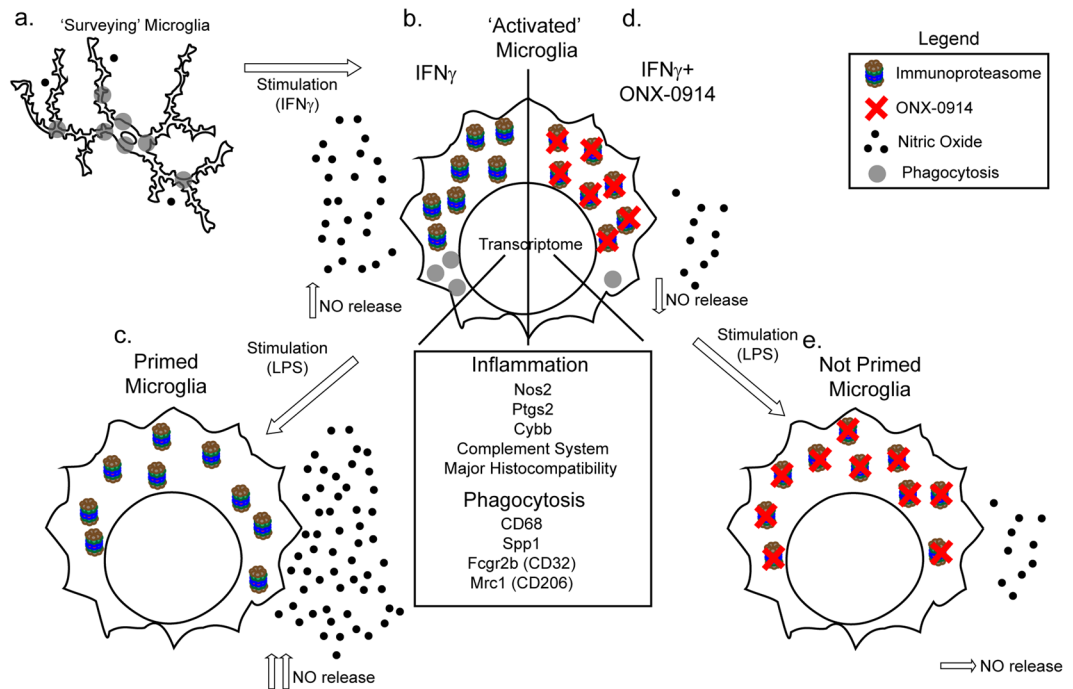 a.
'Surveying' Microglia
Stimulation
(IFNγ)
b.
'Activated'
Microglia
d.
IFNγ
IFNγ+
ONX-0914
Legend
Immunoproteasome
ONX-0914
Nitric Oxide
Phagocytosis
Transcriptome
NO release
NO release
c.
Primed
Microglia
Stimulation
(LPS)
Stimulation
(LPS)
e.
Not Primed
Microglia
Inflammation
Nos2
Ptgs2
Cybb
Complement System
Major Histocompatibility
Phagocytosis
CD68
Spp1
Fcgr2b (CD32)
Mrc1 (CD206)
NO release
NO release